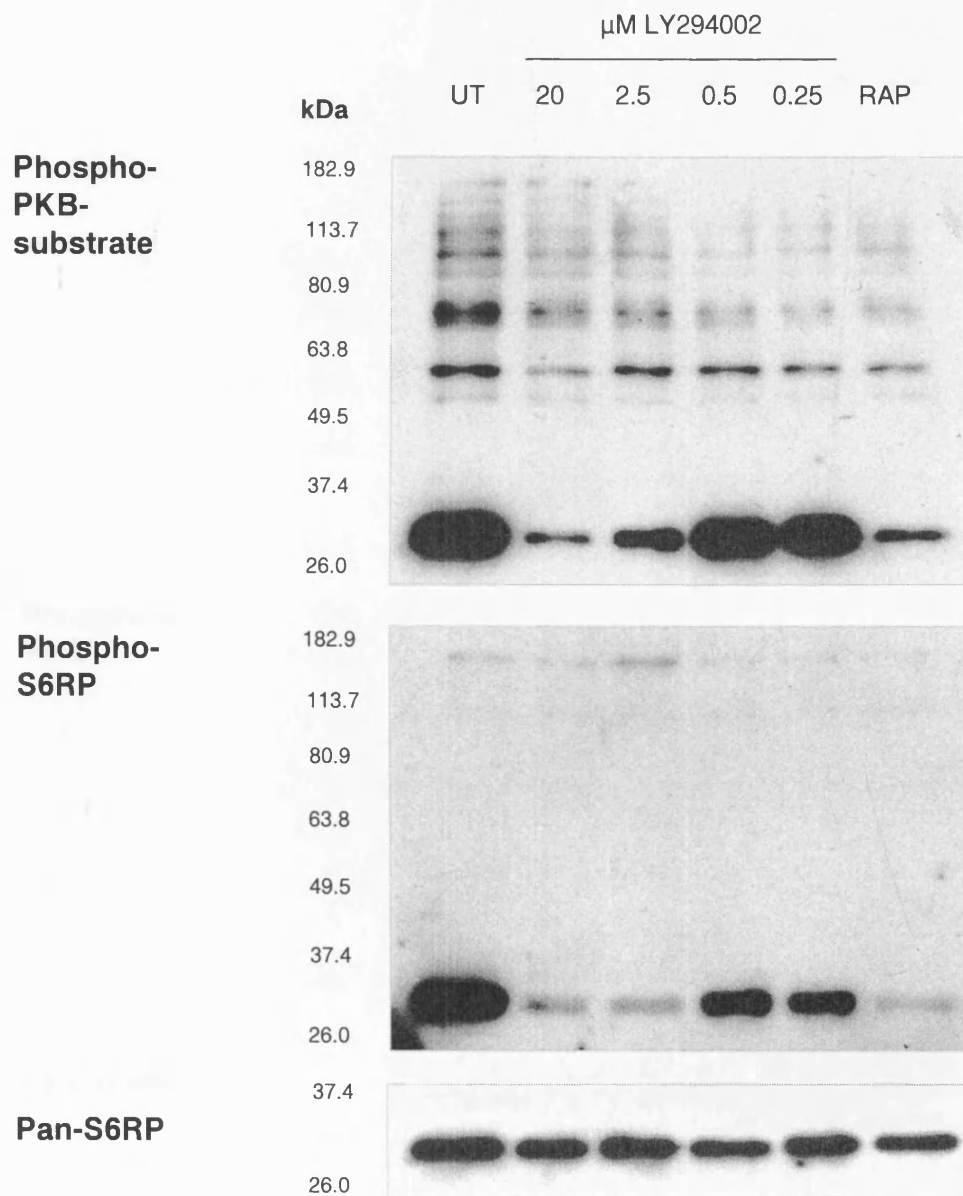 µM LY294002
kDa UT 20 2.5 0.5 0.25 RAP
Phospho-
PKB-
substrate
182.9
113.7
80.9
63.8
49.5
37.4
26.0
Phospho-
S6RP
182.9
113.7
80.9
63.8
49.5
37.4
26.0
Pan-S6RP
37.4
26.0